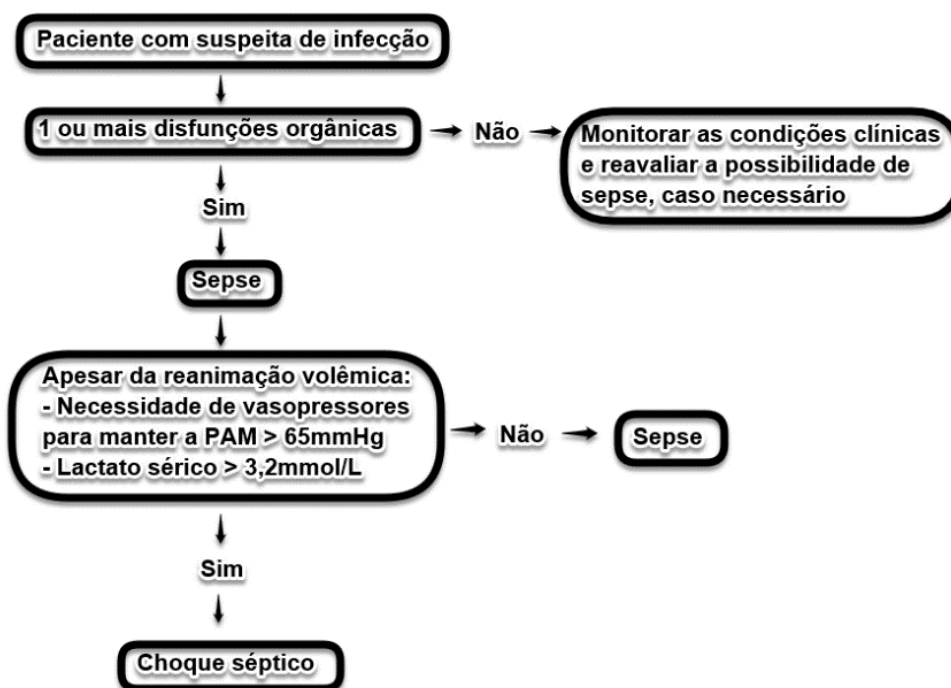 Paciente com suspeita de infecção
1 ou mais disfunções orgânicas
Não
Monitorar as condições clínicas
e reavaliar a possibilidade de
sepse, caso necessário
Sim
Sepse
Apesar da reanimação volêmica:
- Necessidade de vasopressores
para manter a PAM > 65mmHg
- Lactato sérico > 3,2mmol/L
Não
Sepse
Sim
Choque séptico